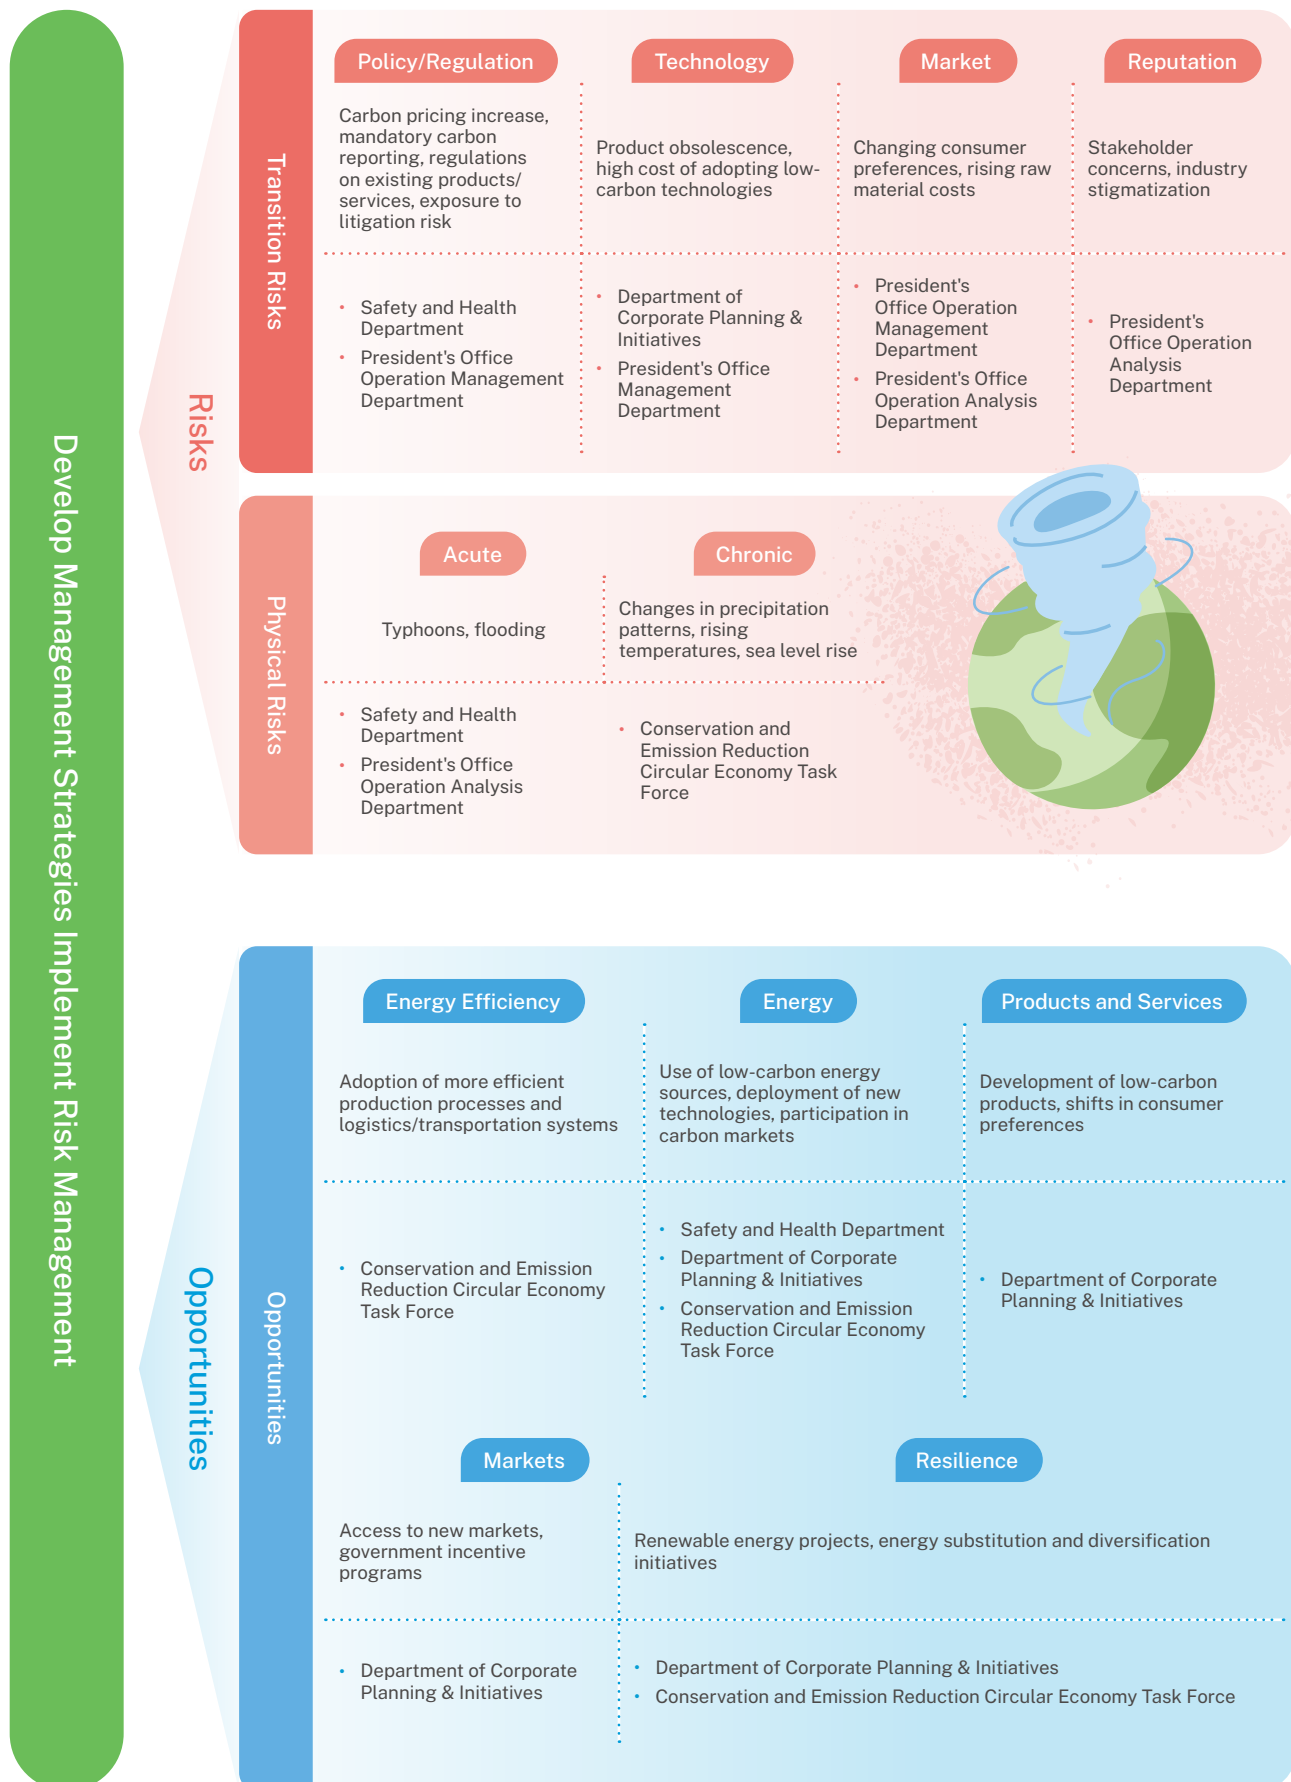 Develop Management Strategies Implement Risk Management
Risks
Transition Risks
Policy/Regulation
Carbon pricing increase,
mandatory carbon
reporting, regulations
on existing products/
services, exposure to
litigation risk
• Safety and Health
Department
• President's Office
Operation Management
Department
Technology
Product obsolescence,
high cost of adopting low-
carbon technologies
• Department of
Corporate Planning &
Initiatives
• President's Office
Management
Department
Market
Changing consumer
preferences, rising raw
material costs
• President's
Office Operation
Management
Department
• President's Office
Operation Analysis
Department
Reputation
Stakeholder
concerns, industry
stigmatization
• President's
Office Operation
Analysis
Department
Physical Risks
Acute
Typhoons, flooding
• Safety and Health
Department
• President's Office
Operation Analysis
Department
Chronic
Changes in precipitation
patterns, rising
temperatures, sea level rise
• Conservation and
Emission Reduction
Circular Economy Task
Force
Opportunities
Opportunities
Energy Efficiency
Adoption of more efficient
production processes and
logistics/transportation systems
• Conservation and Emission
Reduction Circular Economy
Task Force
Energy
Use of low-carbon energy
sources, deployment of new
technologies, participation in
carbon markets
• Safety and Health Department
• Department of Corporate
Planning & Initiatives
• Conservation and Emission
Reduction Circular Economy
Task Force
Products and Services
Development of low-carbon
products, shifts in consumer
preferences
• Department of Corporate
Planning & Initiatives
Markets
Access to new markets,
government incentive
programs
• Department of Corporate
Planning & Initiatives
Resilience
Renewable energy projects, energy substitution and diversification
initiatives
• Department of Corporate Planning & Initiatives
• Conservation and Emission Reduction Circular Economy Task Force